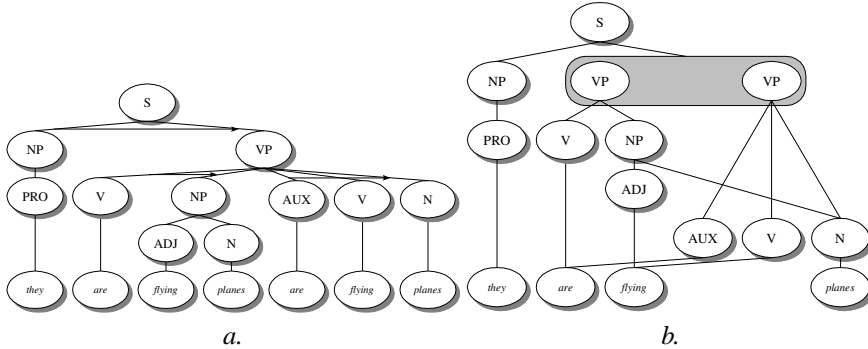 S
NP VP
PRO V NP AUX V N
ADJ N
they are flying planes are flying planes
a.
S
NP VP VP
PRO V NP
ADJ
AUX V N
they are flying planes
b.